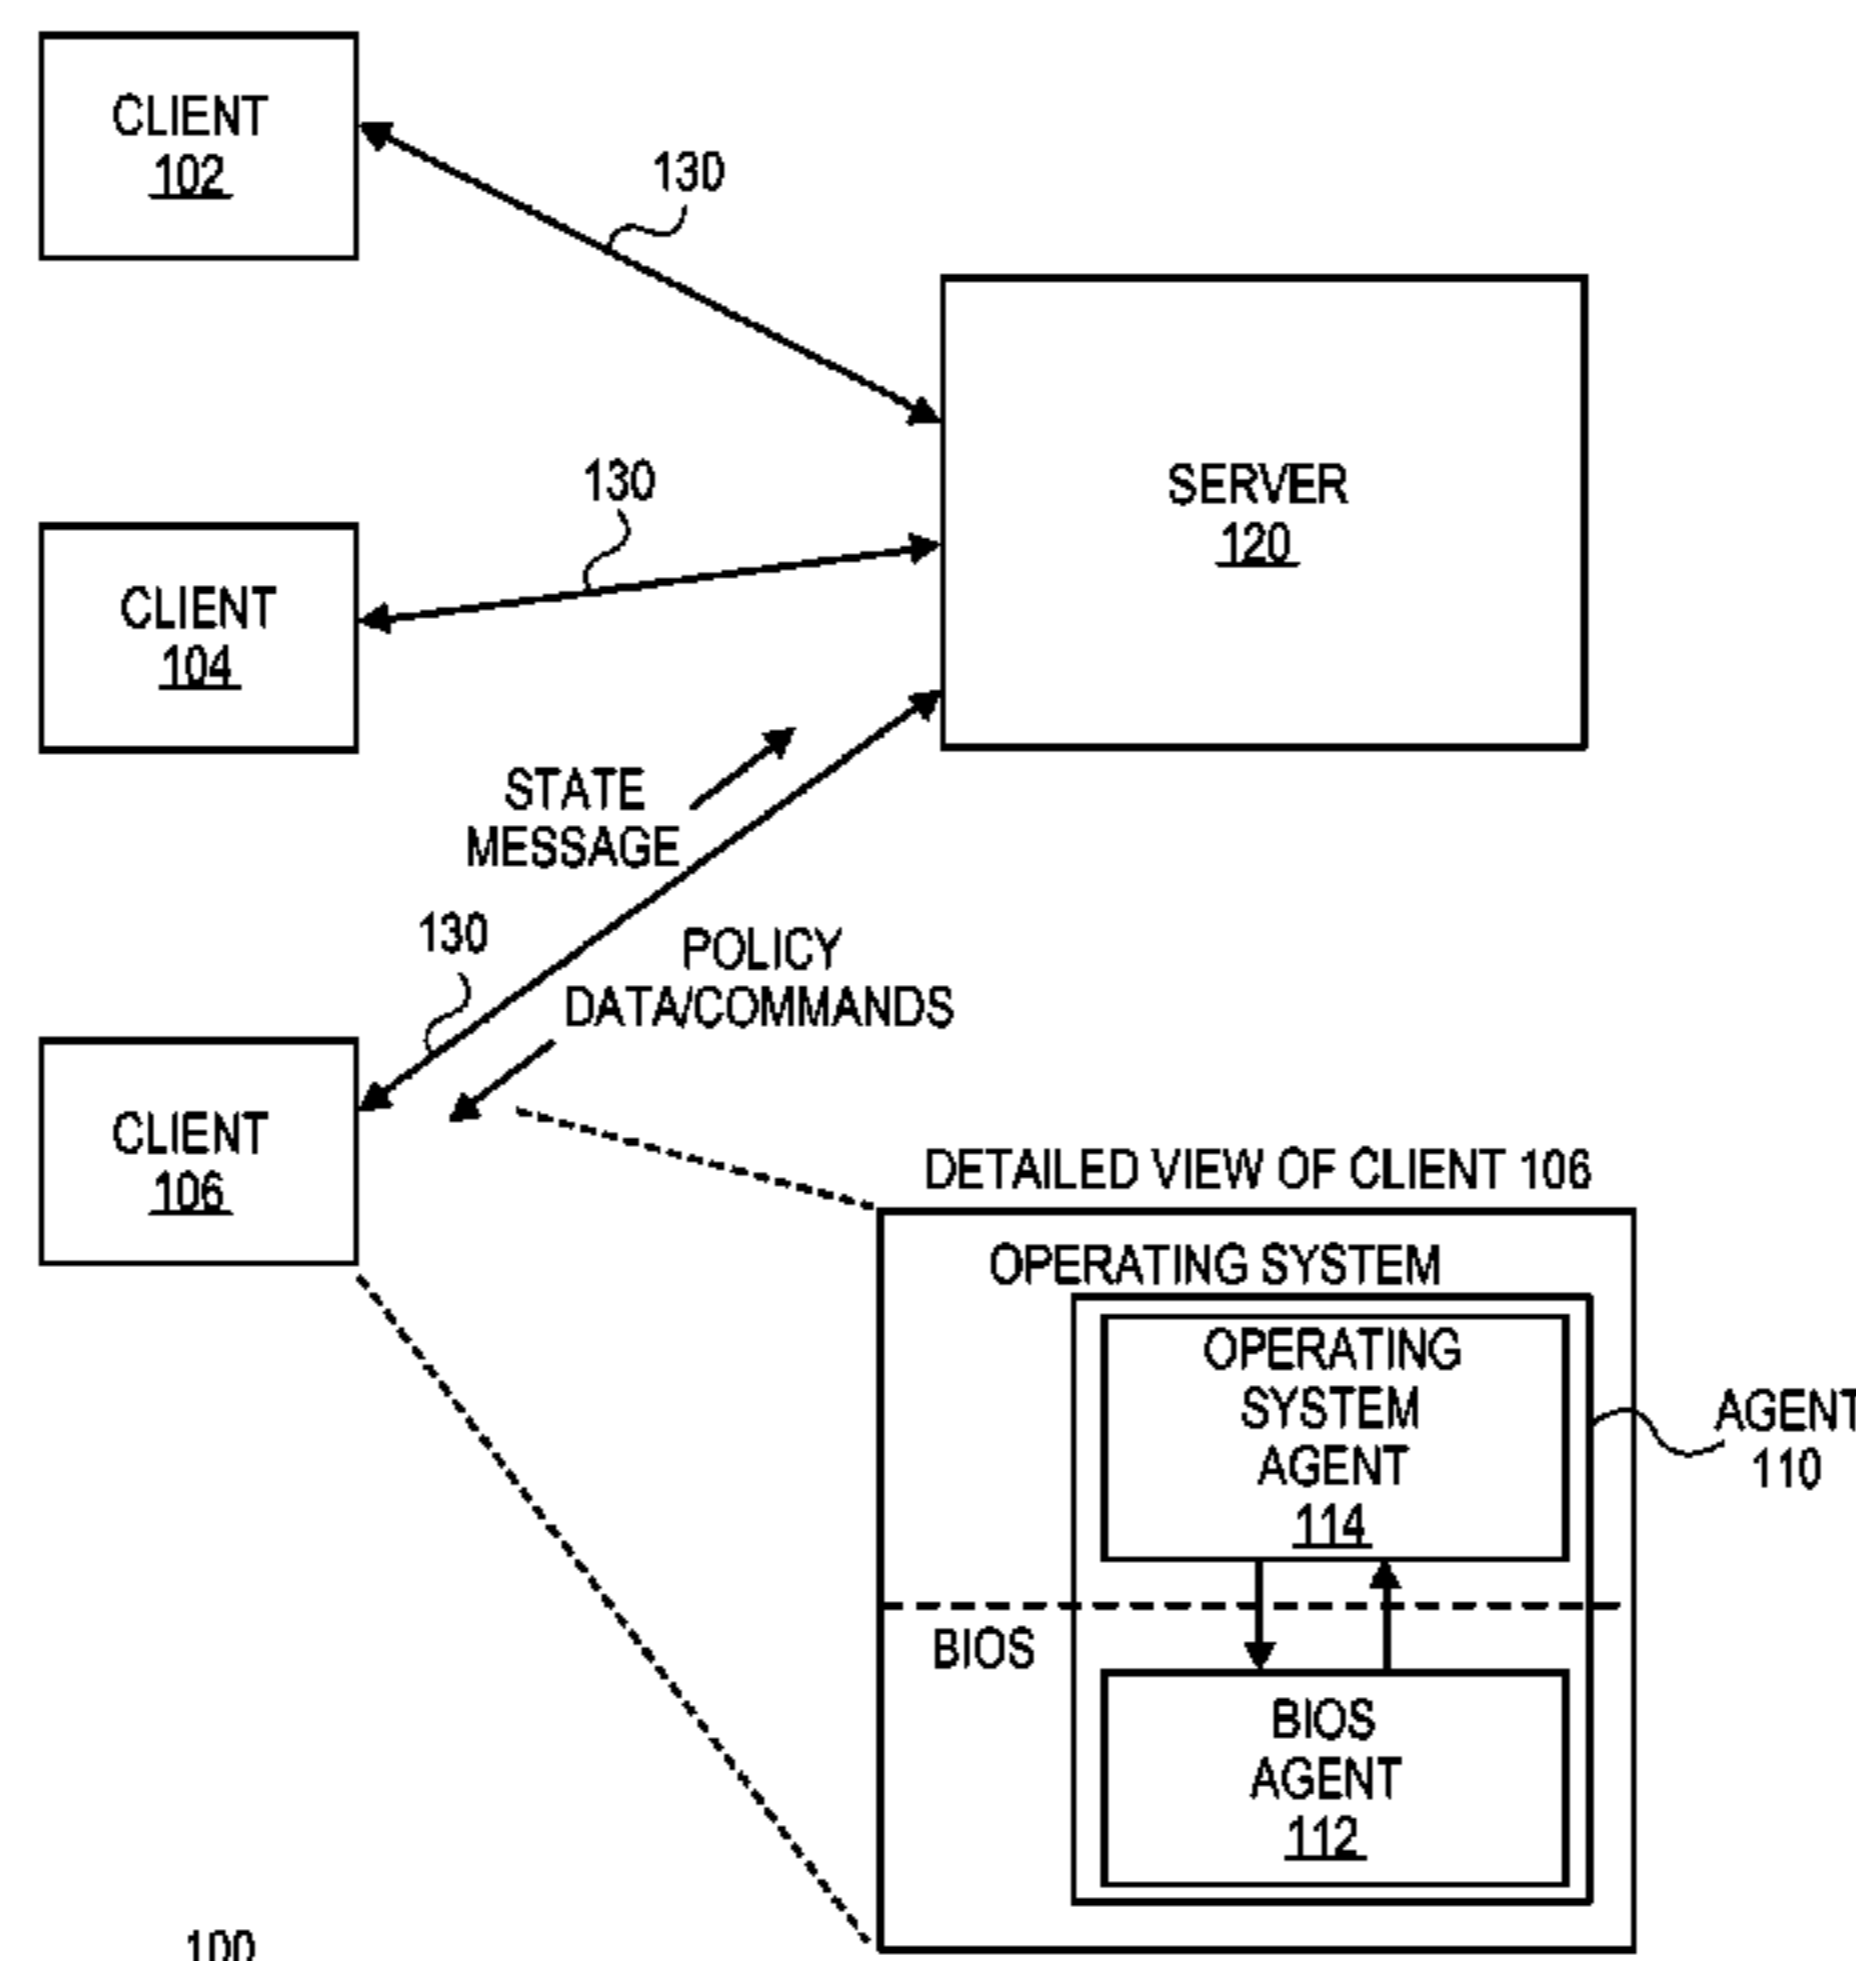 CLIENT
102
130
SERVER
120
130
CLIENT
104
STATE
MESSAGE
130
POLICY
DATA/COMMANDS
CLIENT
106
DETAILED VIEW OF CLIENT 106
OPERATING SYSTEM
OPERATING
SYSTEM
AGENT
114
AGENT
110
BIOS
BIOS
AGENT
112
100